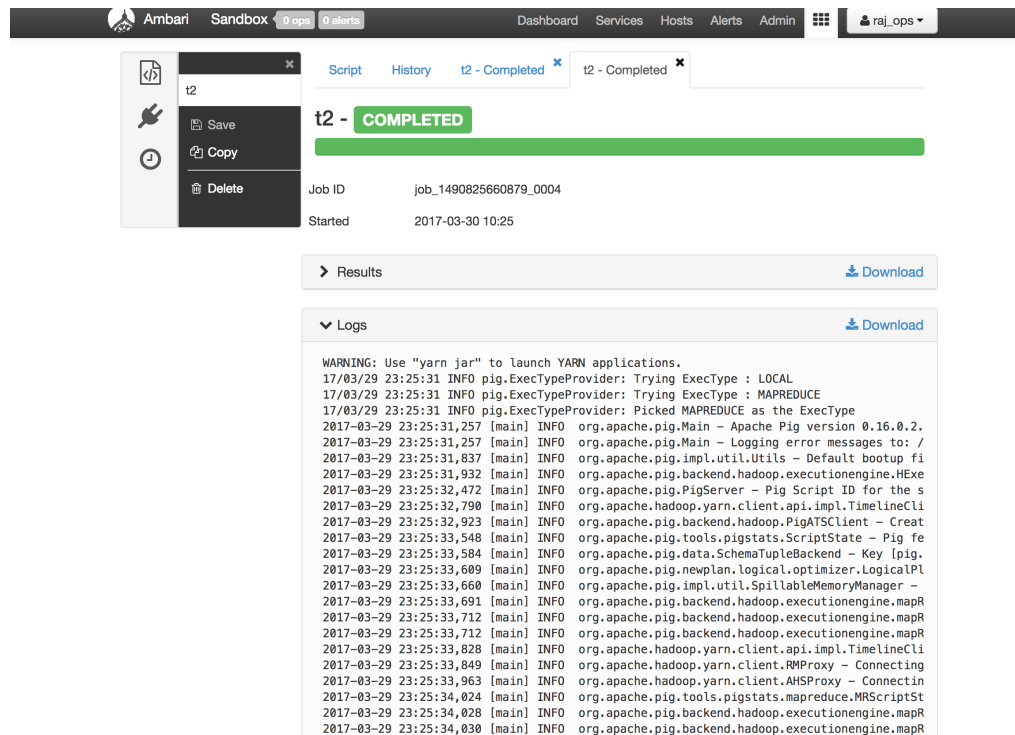 Ambari Sandbox 0 ops 0 alerts Dashboard Services Hosts Alerts Admin raj_ops
Script History t2 - Completed t2 - Completed
t2
Save
Copy
Delete
t2 - COMPLETED
Job ID job_1490825660879_0004
Started 2017-03-30 10:25
Results Download
Logs Download
WARNING: Use "yarn jar" to launch YARN applications.
17/03/29 23:25:31 INFO pig.ExecTypeProvider: Trying ExecType : LOCAL
17/03/29 23:25:31 INFO pig.ExecTypeProvider: Trying ExecType : MAPREDUCE
17/03/29 23:25:31 INFO pig.ExecTypeProvider: Picked MAPREDUCE as the ExecType
2017-03-29 23:25:31,257 [main] INFO org.apache.pig.Main - Apache Pig version 0.16.0.2.
2017-03-29 23:25:31,257 [main] INFO org.apache.pig.Main - Logging error messages to: /
2017-03-29 23:25:31,837 [main] INFO org.apache.pig.impl.util.Utils - Default bootup fi
2017-03-29 23:25:31,932 [main] INFO org.apache.pig.backend.hadoop.executionengine.HExe
2017-03-29 23:25:32,472 [main] INFO org.apache.pig.PigServer - Pig Script ID for the s
2017-03-29 23:25:32,790 [main] INFO org.apache.hadoop.yarn.client.api.impl.TimelineCli
2017-03-29 23:25:32,923 [main] INFO org.apache.pig.backend.hadoop.PigATSClient - Creat
2017-03-29 23:25:33,548 [main] INFO org.apache.pig.tools.pigstats.ScriptState - Pig fe
2017-03-29 23:25:33,584 [main] INFO org.apache.pig.data.SchemaTupleBackend - Key [pig.
2017-03-29 23:25:33,609 [main] INFO org.apache.pig.newplan.logical.optimizer.LogicalPl
2017-03-29 23:25:33,660 [main] INFO org.apache.pig.impl.util.SpillableMemoryManager -
2017-03-29 23:25:33,691 [main] INFO org.apache.pig.backend.hadoop.executionengine.mapR
2017-03-29 23:25:33,712 [main] INFO org.apache.pig.backend.hadoop.executionengine.mapR
2017-03-29 23:25:33,712 [main] INFO org.apache.pig.backend.hadoop.executionengine.mapR
2017-03-29 23:25:33,828 [main] INFO org.apache.hadoop.yarn.client.api.impl.TimelineCli
2017-03-29 23:25:33,849 [main] INFO org.apache.hadoop.yarn.client.RMProxy - Connecting
2017-03-29 23:25:33,963 [main] INFO org.apache.hadoop.yarn.client.AHSProxy - Connectin
2017-03-29 23:25:34,024 [main] INFO org.apache.pig.tools.pigstats.mapreduce.MRScriptSt
2017-03-29 23:25:34,028 [main] INFO org.apache.pig.backend.hadoop.executionengine.mapR
2017-03-29 23:25:34,030 [main] INFO org.apache.pig.backend.hadoop.executionengine.mapR